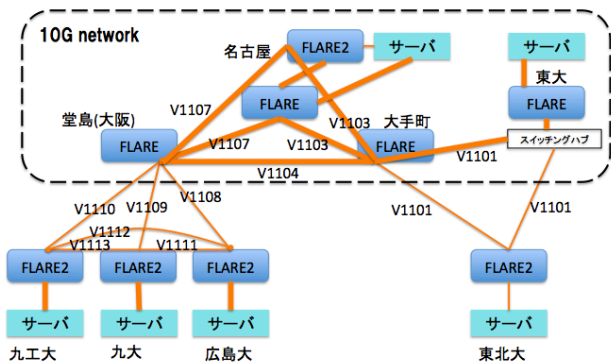 10G network
名古屋
FLARE2
サーバ
サーバ
東大
FLARE
FLARE
V1107
堂島(大阪)
FLARE
V1107
V1103
V1103
大手町
FLARE
V1101
スイッチングハブ
V1104
V1110
V1109
V1108
V1112
V1113
V1111
V1101
V1101
FLARE2
FLARE2
FLARE2
FLARE2
サーバ
サーバ
サーバ
サーバ
九工大
九大
広島大
東北大